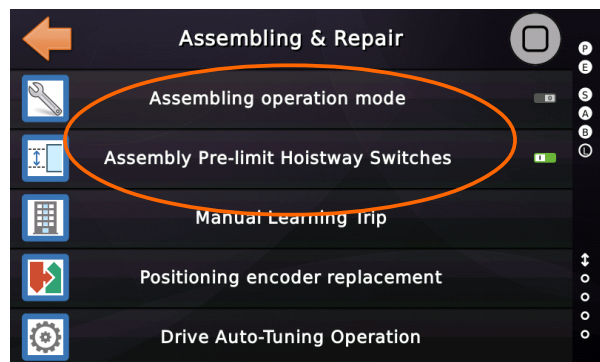 Assembling & Repair
Assembling operation mode
Assembly Pre-limit Hoistway Switches
Manual Learning Trip
Positioning encoder replacement
Drive Auto-Tuning Operation
P
E
S
A
B
L